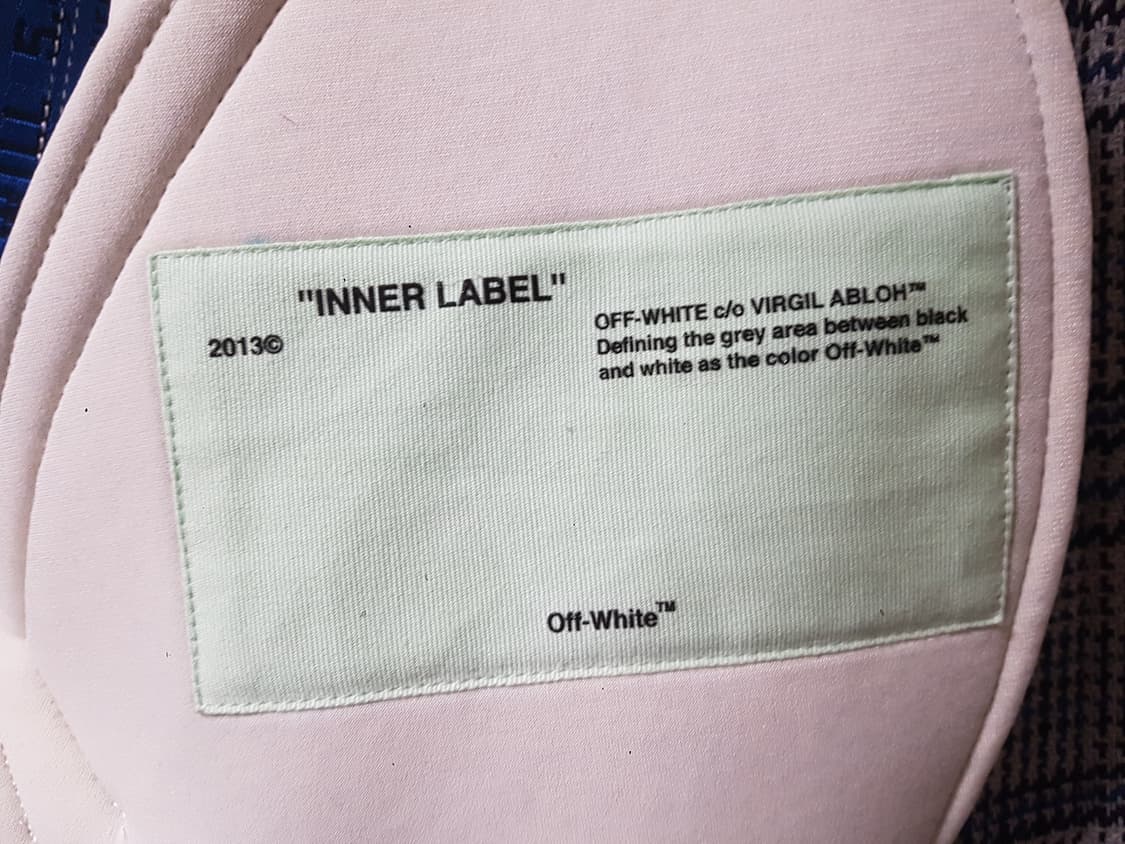 "INNER LABEL"
2013©
OFF-WHITE c/o VIRGIL ABLOH™
Defining the grey area between black
and white as the color Off-White™
Off-White™